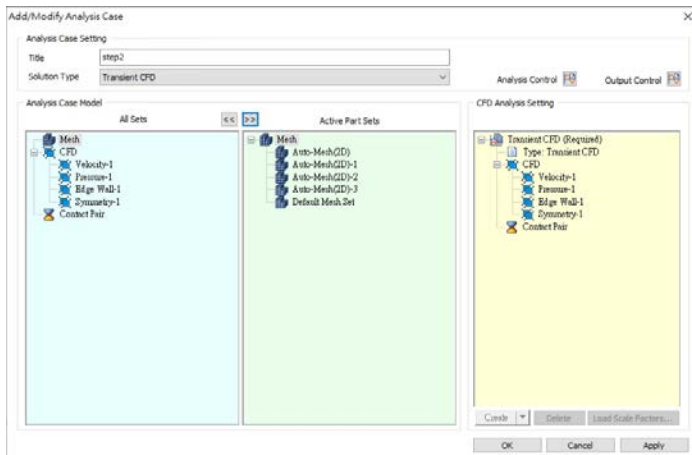 Add/Modify Analysis Case
Analysis Case Setting
Title step2
Solution Type Transient CFD Analysis Control Output Control
Analysis Case Model
All Sets << >> Active Part Sets
Mesh
CFD
Velocity-1
Pressure-1
Edge Wall-1
Symmetry-1
Contact Pair
Mesh
Auto-Mesh(2D)
Auto-Mesh(2D)-1
Auto-Mesh(2D)-2
Auto-Mesh(2D)-3
Default Mesh Set
CFD Analysis Setting
Transient CFD (Required)
Type: Transient CFD
CFD
Velocity-1
Pressure-1
Edge Wall-1
Symmetry-1
Contact Pair
Create Delete Load Scale Factors...
OK Cancel Apply